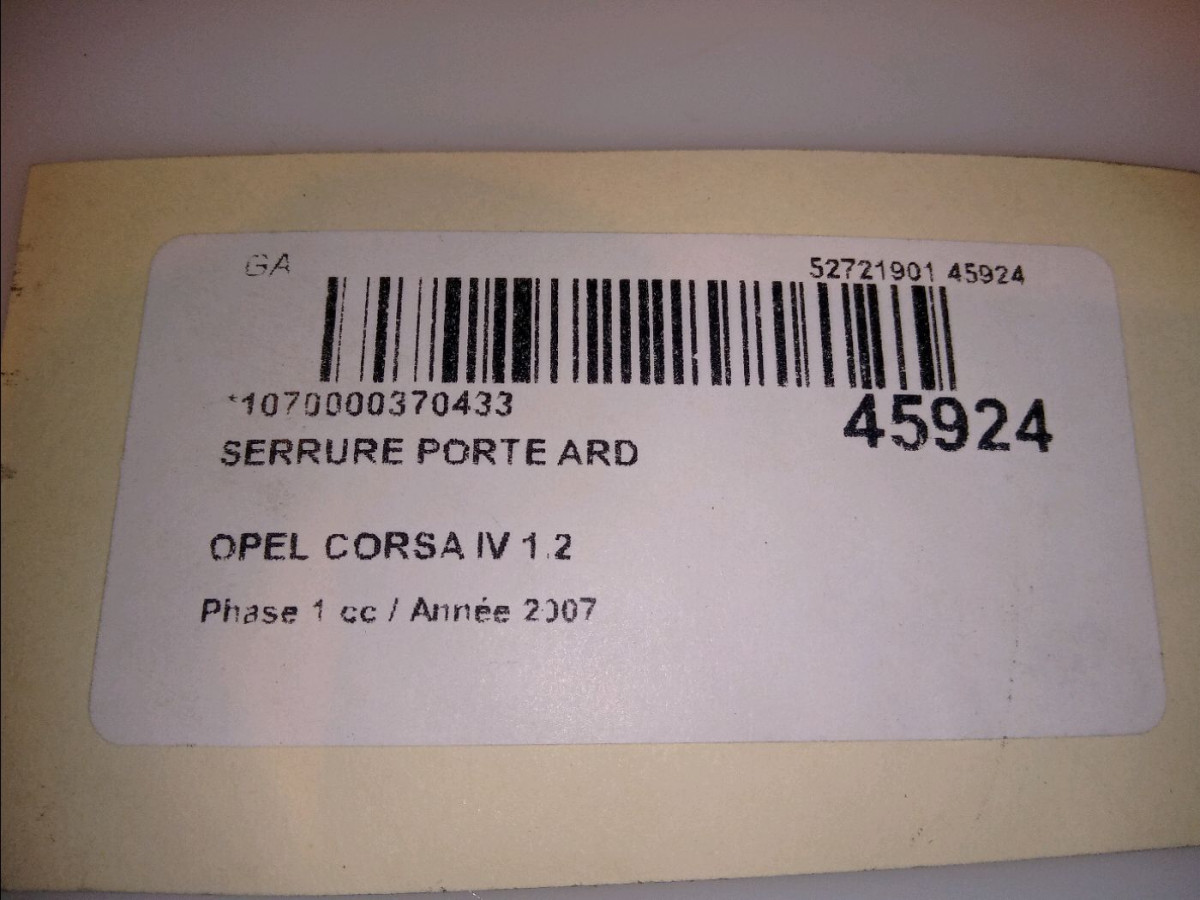 GA 52721901 45924
*1070000370433
45924
SERRURE PORTE ARD
OPEL CORSA IV 1.2
Phase 1 cc / Année 2007